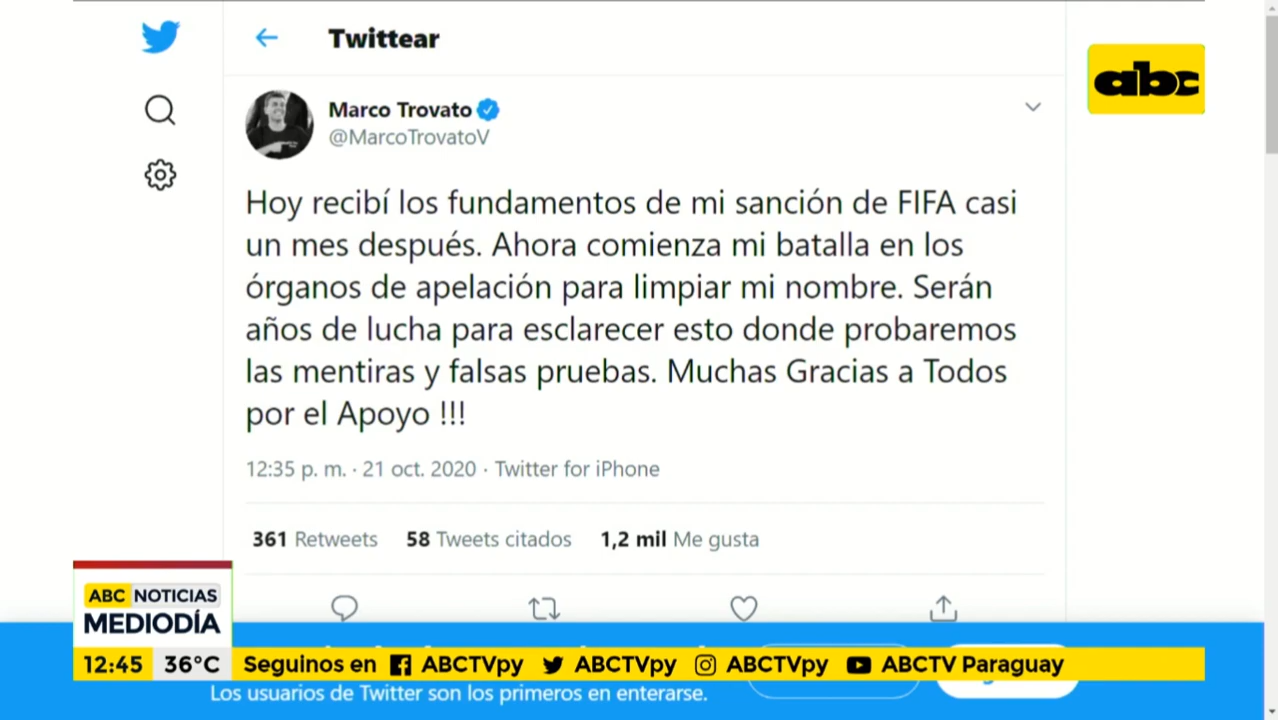 Twittear
abc
Marco Trovato
@MarcoTrovatoV
Hoy recibí los fundamentos de mi sanción de FIFA casi
un mes después. Ahora comienza mi batalla en los
órganos de apelación para limpiar mi nombre. Serán
años de lucha para esclarecer esto donde probaremos
las mentiras y falsas pruebas. Muchas Gracias a Todos
por el Apoyo !!!
12:35 p. m. · 21 oct. 2020 · Twitter for iPhone
361 Retweets 58 Tweets citados 1,2 mil Me gusta
ABC NOTICIAS
MEDIODÍA
12:45 36°C Seguinos en ABCTVpy ABCTVpy ABCTVpy ABCTV Paraguay
Los usuarios de Twitter son los primeros en enterarse.